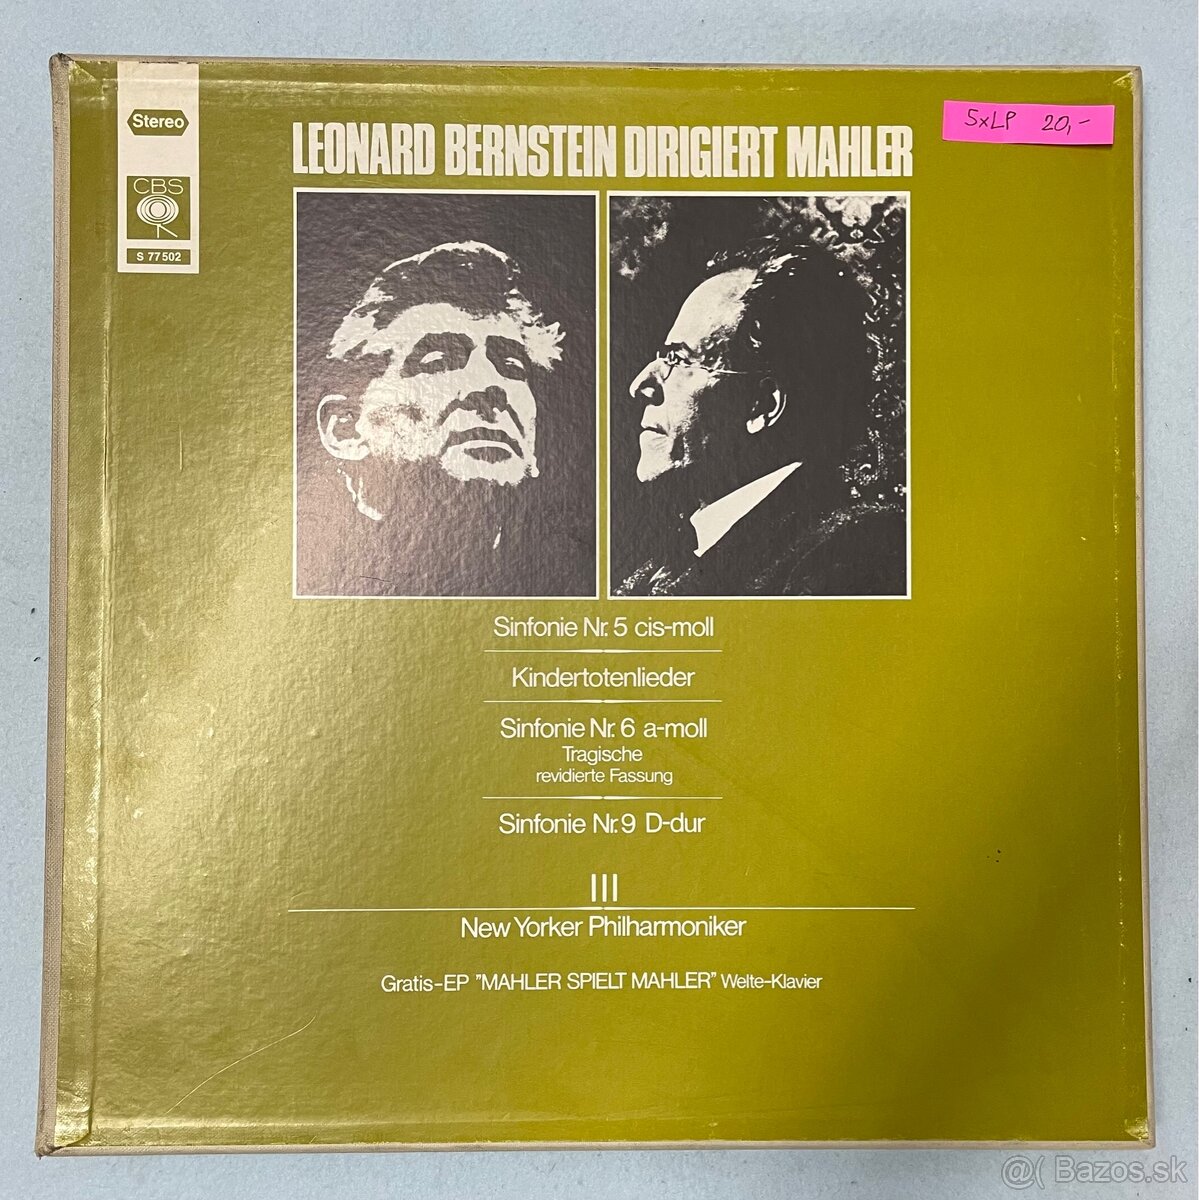 Stereo
CBS
S 77502
LEONARD BERNSTEIN DIRIGIERT MAHLER
5xLP 20,-
Sinfonie Nr. 5 cis-moll
Kindertotenlieder
Sinfonie Nr. 6 a-moll
Tragische
revidierte Fassung
Sinfonie Nr. 9 D-dur
III
New Yorker Philharmoniker
Gratis-EP "MAHLER SPIELT MAHLER" Welte-Klavier
@( Bazos.sk